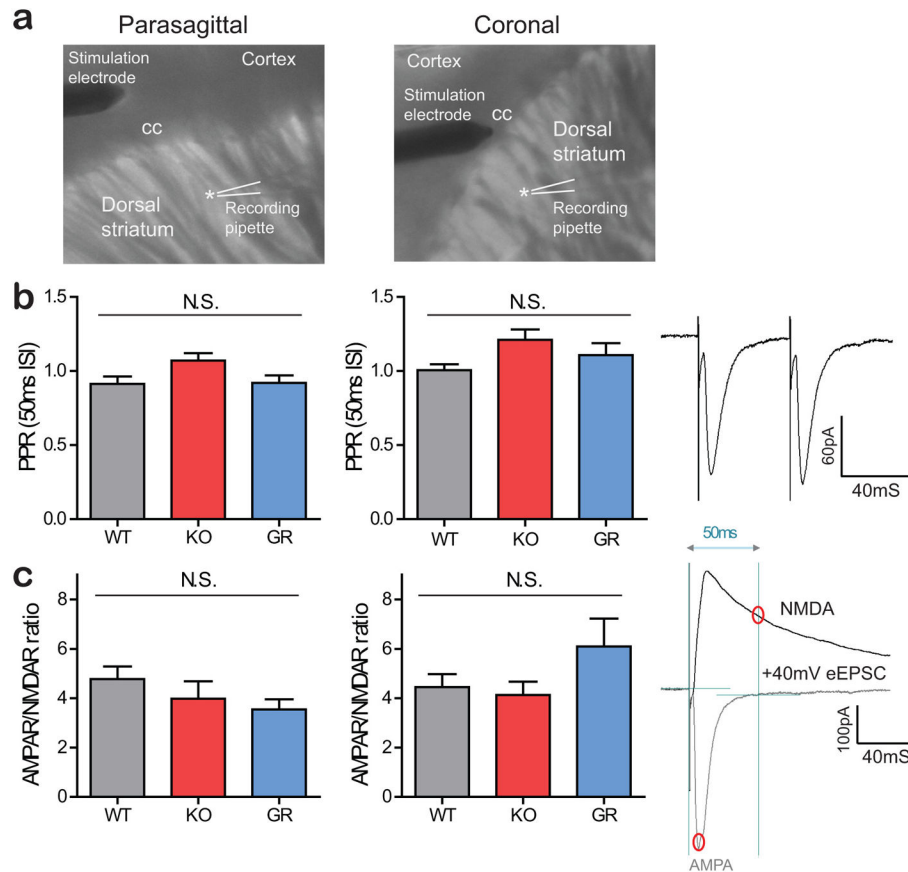 a
Parasagittal
Coronal
Stimulation
electrode
Cortex
cc
Dorsal
striatum
*
Recording
pipette
Cortex
Stimulation
electrode
cc
Dorsal
striatum
*
Recording
pipette
b
PPR (50ms ISI)
1.5
1.0
0.5
0.0
N.S.
WT
KO
GR
PPR (50ms ISI)
1.5
1.0
0.5
0.0
N.S.
WT
KO
GR
60pA
40mS
c
AMPAR/NMDAR ratio
8
6
4
2
0
N.S.
WT
KO
GR
AMPAR/NMDAR ratio
8
6
4
2
0
N.S.
WT
KO
GR
50ms
NMDA
+40mV eEPSC
100pA
40mS
AMPA